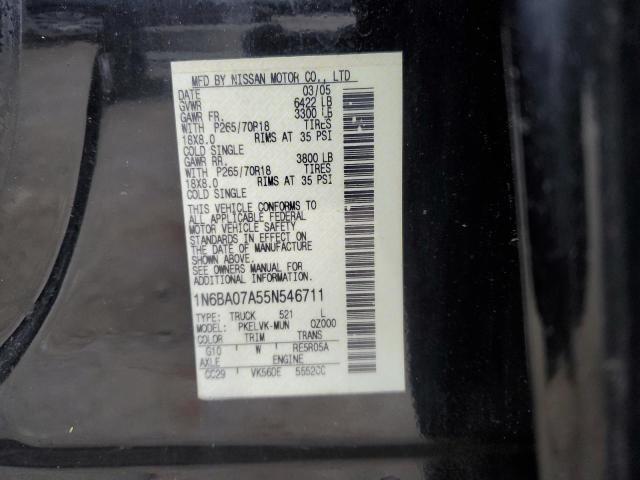 MFD BY NISSAN MOTOR CO., LTD
DATE 03/05
GVWR 6422 LB
GAWR FR. 3300 LB
WITH P265/70R18 TIRES
18X8.0 RIMS AT 35 PSI
COLD SINGLE
GAWR RR. 3800 LB
WITH P265/70R18 TIRES
18X8.0 RIMS AT 35 PSI
COLD SINGLE
THIS VEHICLE CONFORMS TO
ALL APPLICABLE FEDERAL
MOTOR VEHICLE SAFETY
STANDARDS IN EFFECT ON
THE DATE OF MANUFACTURE
SHOWN ABOVE.
SEE OWNERS MANUAL FOR
ADDITIONAL INFORMATION
1N6BA07A55N546711
TYPE: TRUCK 521 L
MODEL: PKELVK-MUN OZ000
COLOR TRIM TRANS
G10 W RE5R05A
AXLE ENGINE
CC29 VK56DE 5552CC